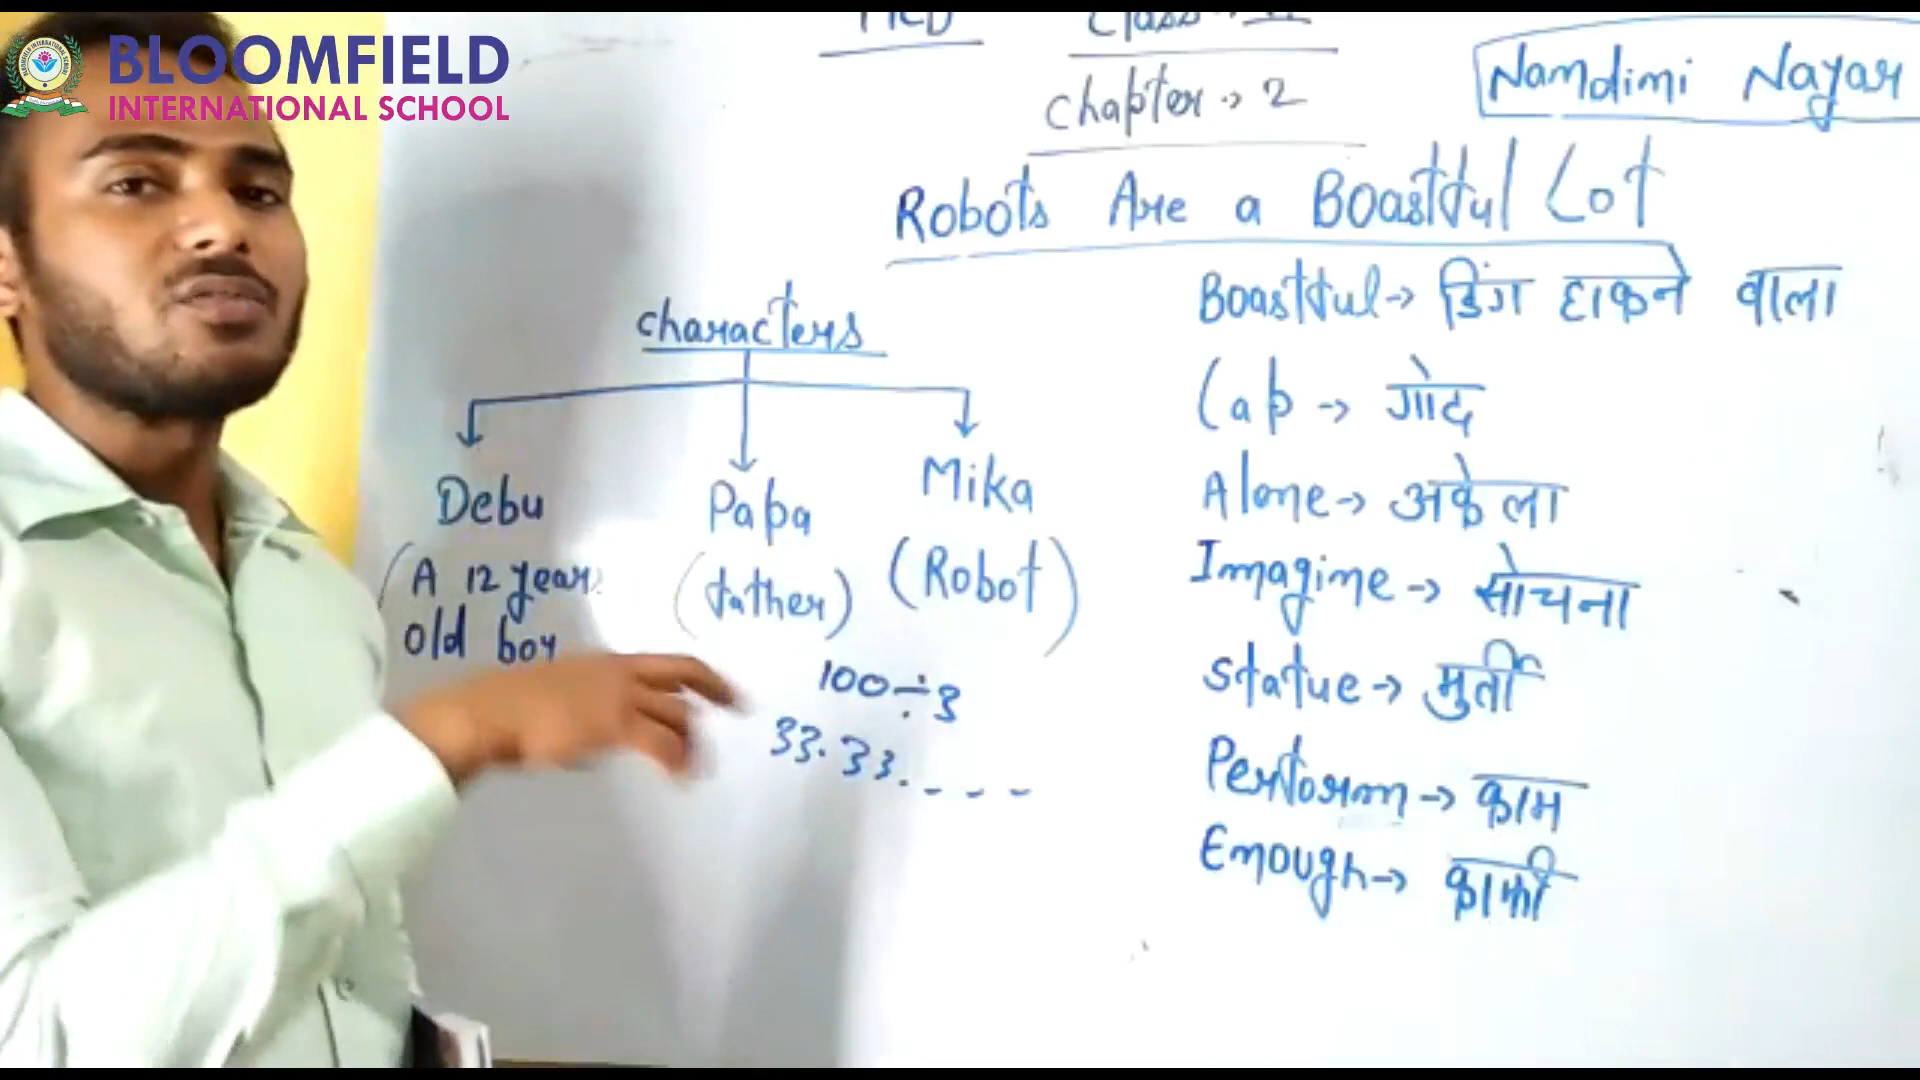 BLOOMFIELD
INTERNATIONAL SCHOOL
Chapter → 2
Namdimi Nayar
Robots Are a Boastful Lot
characters
Debu
(A 12 year
old boy
Papa
(father)
Mika
(Robot)
100÷3
33.33. - - -
Boastful → डिंग हाकने वाला
Lap → गोद
Alone → अकेला
Imagine → सोचना
Statue → मुर्ती
Perform → काम
Enough → काफी